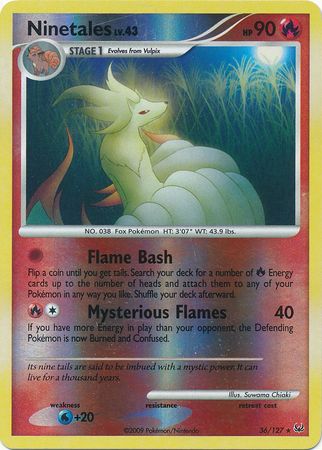 Ninetales LV.43
HP 90
STAGE 1 Evolves from Vulpix
NO. 038 Fox Pokémon HT: 3'07" WT: 43.9 lbs.
Flame Bash
Flip a coin until you get tails. Search your deck for a number of Energy
cards up to the number of heads and attach them to any of your
Pokémon in any way you like. Shuffle your deck afterward.
Mysterious Flames 40
If you have more Energy in play than your opponent, the Defending
Pokémon is now Burned and Confused.
Its nine tails are said to be imbued with a mystic power. It can
live for a thousand years.
Illus. Suwama Chiaki
weakness resistance retreat cost
+20
©2009 Pokémon/Nintendo
36/127 ★